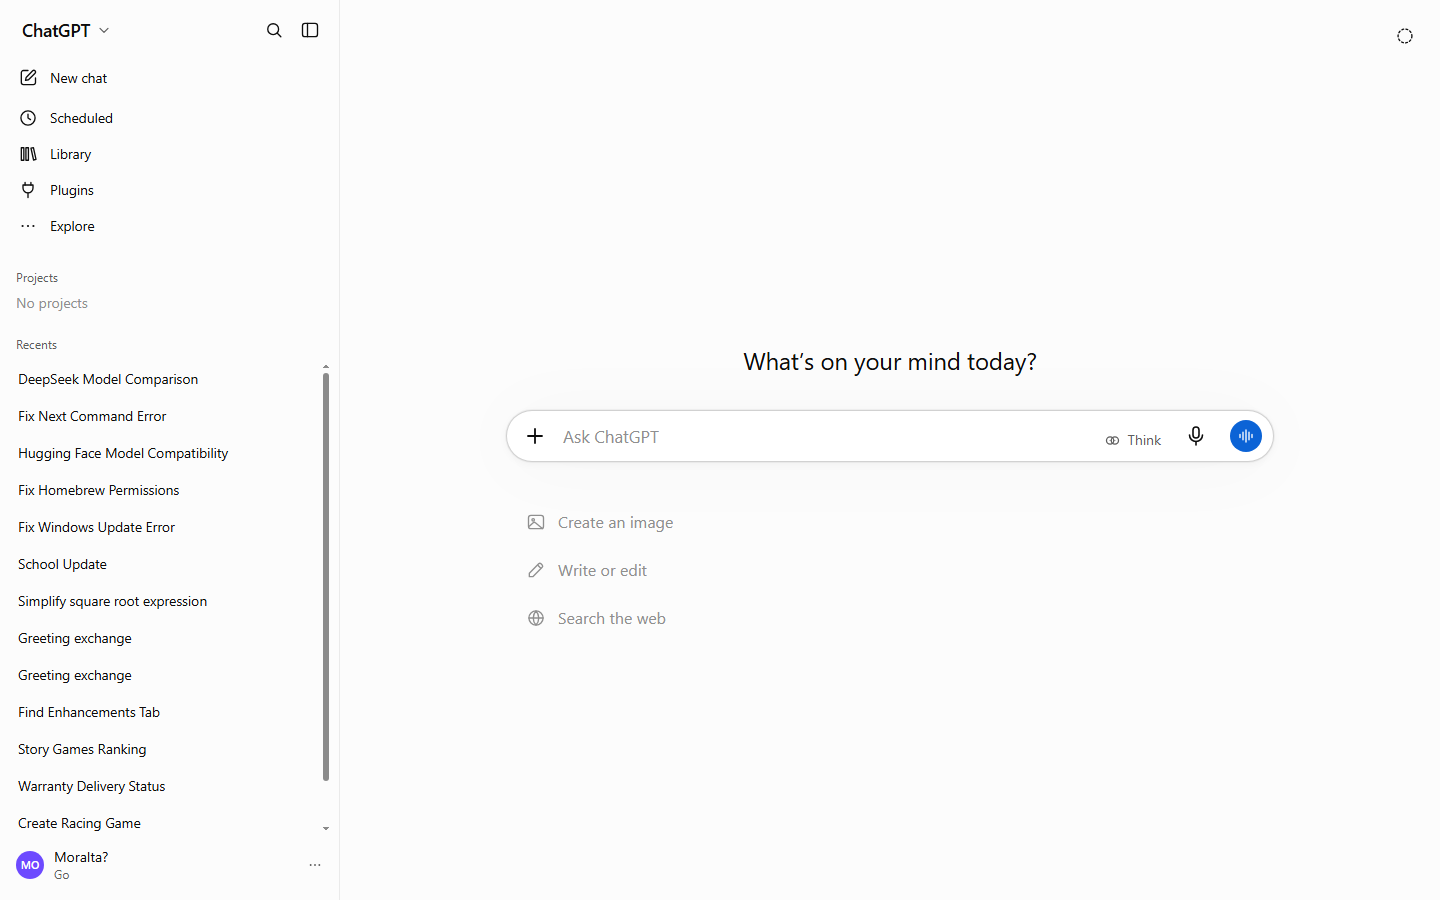 ChatGPT
New chat
Scheduled
Library
Plugins
Explore
Projects
No projects
Recents
DeepSeek Model Comparison
Fix Next Command Error
Hugging Face Model Compatibility
Fix Homebrew Permissions
Fix Windows Update Error
School Update
Simplify square root expression
Greeting exchange
Greeting exchange
Find Enhancements Tab
Story Games Ranking
Warranty Delivery Status
Create Racing Game
MO
Moralta?
Go
What’s on your mind today?
Ask ChatGPT
Think
Create an image
Write or edit
Search the web